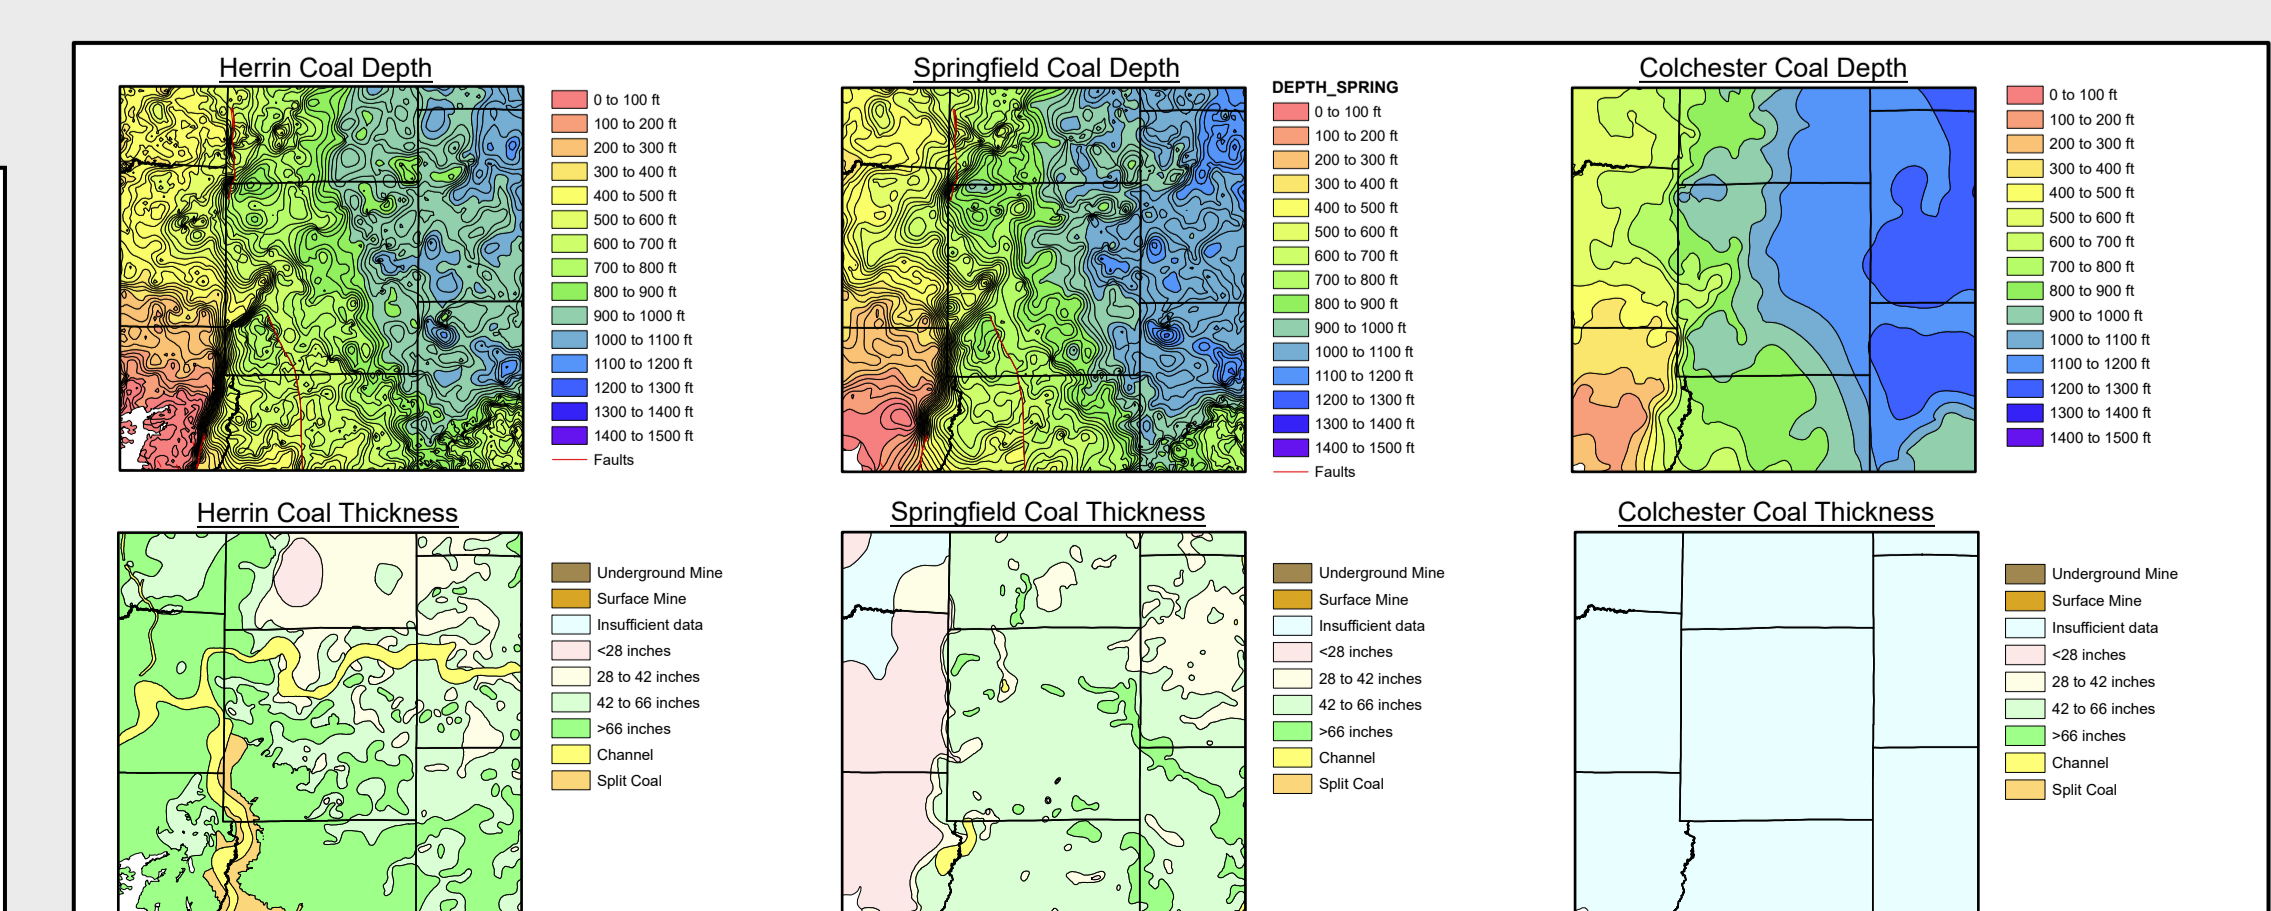 Herrin Coal Depth
0 to 100 ft
100 to 200 ft
200 to 300 ft
300 to 400 ft
400 to 500 ft
500 to 600 ft
600 to 700 ft
700 to 800 ft
800 to 900 ft
900 to 1000 ft
1000 to 1100 ft
1100 to 1200 ft
1200 to 1300 ft
1300 to 1400 ft
1400 to 1500 ft
Faults
Springfield Coal Depth
DEPTH_SPRING
0 to 100 ft
100 to 200 ft
200 to 300 ft
300 to 400 ft
400 to 500 ft
500 to 600 ft
600 to 700 ft
700 to 800 ft
800 to 900 ft
900 to 1000 ft
1000 to 1100 ft
1100 to 1200 ft
1200 to 1300 ft
1300 to 1400 ft
1400 to 1500 ft
Faults
Colchester Coal Depth
0 to 100 ft
100 to 200 ft
200 to 300 ft
300 to 400 ft
400 to 500 ft
500 to 600 ft
600 to 700 ft
700 to 800 ft
800 to 900 ft
900 to 1000 ft
1000 to 1100 ft
1100 to 1200 ft
1200 to 1300 ft
1300 to 1400 ft
1400 to 1500 ft
Herrin Coal Thickness
Underground Mine
Surface Mine
Insufficient data
<28 inches
28 to 42 inches
42 to 66 inches
>66 inches
Channel
Split Coal
Springfield Coal Thickness
Underground Mine
Surface Mine
Insufficient data
<28 inches
28 to 42 inches
42 to 66 inches
>66 inches
Channel
Split Coal
Colchester Coal Thickness
Underground Mine
Surface Mine
Insufficient data
<28 inches
28 to 42 inches
42 to 66 inches
>66 inches
Channel
Split Coal